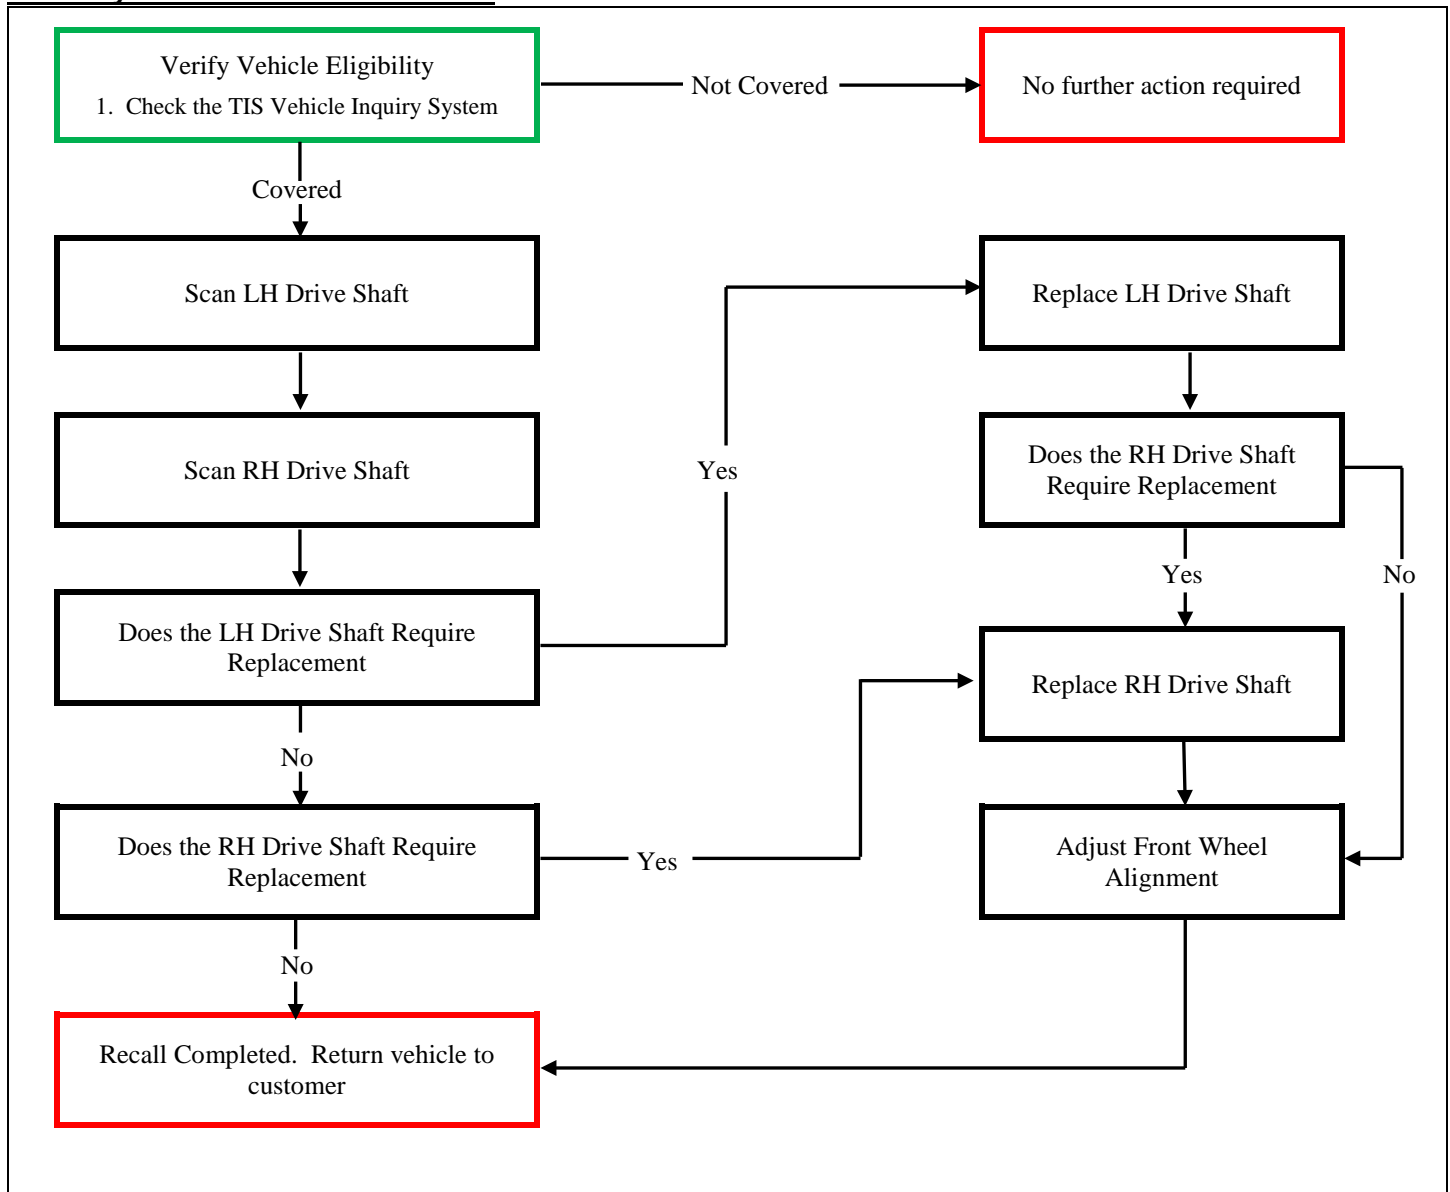 Verify Vehicle Eligibility
1. Check the TIS Vehicle Inquiry System
Not Covered
No further action required
Covered
Scan LH Drive Shaft
Replace LH Drive Shaft
Scan RH Drive Shaft
Yes
Does the RH Drive Shaft
Require Replacement
Yes
No
Does the LH Drive Shaft Require
Replacement
Replace RH Drive Shaft
No
Does the RH Drive Shaft Require
Replacement
Yes
Adjust Front Wheel
Alignment
No
Recall Completed.  Return vehicle to
customer